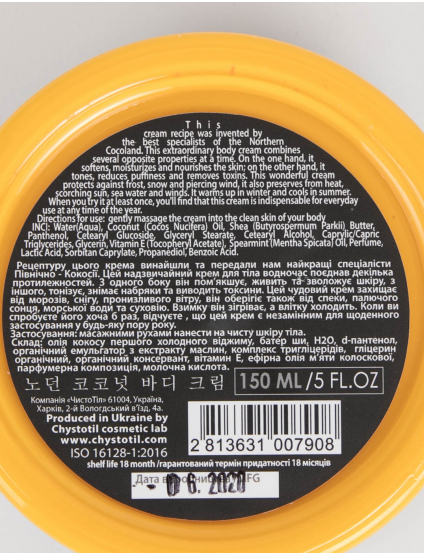 This
cream recipe was invented by
the best specialists of the Northern
Cocoland. This extraordinary body cream combines
several opposite properties at a time. On the one hand, it
softens, moisturizes and nourishes the skin; on the other hand, it
tones, reduces puffiness and removes toxins. This wonderful cream
protects against frost, snow and piercing wind, it also preserves from heat,
scorching sun, sea water and winds. It warms up in winter and cools in summer.
When you try it at least once, you'll find that this cream is indispensable for everyday
use at any time of the year.
Directions for use: gently massage the cream into the clean skin of your body
INCI: Water(Aqua), Coconut (Cocos Nucifera) Oil, Shea (Butyrospermum Parkii) Butter,
Panthenol, Cetearyl Glucoside, Glyceryl Stearate, Cetearyl Alcohol, Caprylic/Capric
Triglycerides, Glycerin, Vitamin E (Tocopheryl Acetate), Spearmint (Mentha Spicata) Oil, Perfume,
Lactic Acid, Sorbitan Caprylate, Propanediol, Benzoic Acid.
Рецептуру цього крема винайшли та передали нам найкращі спеціалісти
Північно - Кокосії. Цей надзвичайний крем для тіла водночас поєднав декілька
протилежностей. З одного боку він пом'якшує, живить та зволожує шкіру, з
іншого, тонізує, знімає набряки та виводить токсини. Цей чудовий крем захищає
від морозів, снігу, пронизливого вітру, він оберігає також від спеки, палючого
сонця, морської води та суховію. Взимку він зігріває, а влітку холодить. Коли ви
спробуєте його хоча б раз, відчуєте , що цей крем є незамінним для щоденного
застосування у будь-яку пору року.
Застосування: масажними рухами нанести на чисту шкіру тіла.
Склад: олія кокосу першого холодного віджиму, батер ши, H2O, d-пантенол,
органічний емульгатор з екстракту маслин, комплекс тригліцерідів, гліцерин
органічний, органічний консервант, вітамін Е, ефірна олія м'яти колоскової,
парфумерна композиція, молочна кислота.
노던 코코넛 바디 크림 150 ML /5 FL.OZ
Компанія «ЧистоТіл» 61004, Україна,
Харків, 2-й Вологдський в'їзд, 4а.
Produced in Ukraine by
Chystotil cosmetic lab
www.chystotil.com
ISO 16128-1:2016
2 813631 007908
shelf life 18 month /гарантований термін придатності 18 місяців
Дата MFG
06.2020